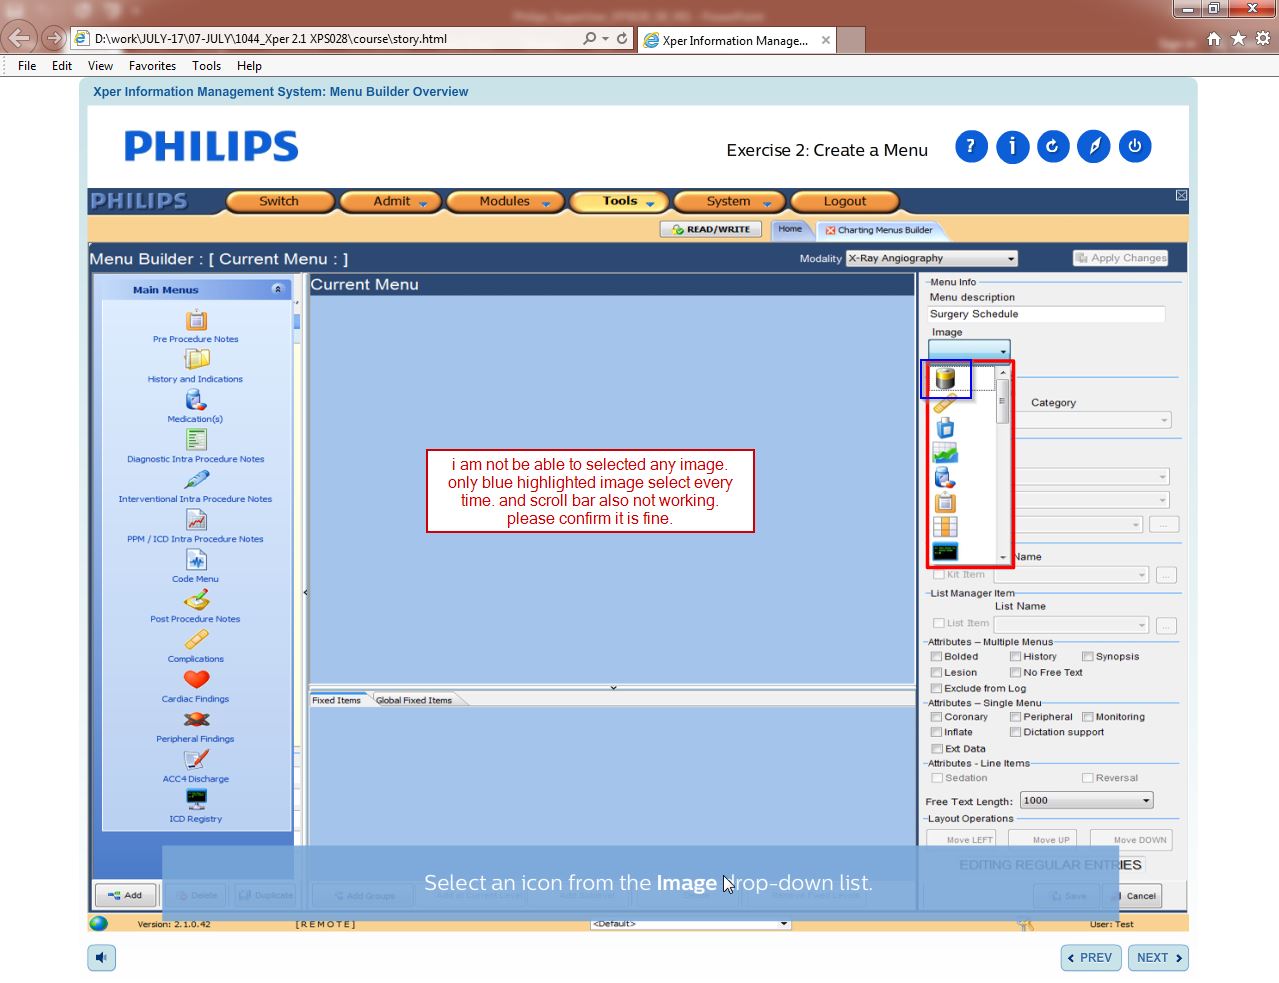 D:\work\JULY-17\07-JULY\1044_Xper 2.1 XPS028\course\story.html
Xper Information Manage...
File Edit View Favorites Tools Help
Xper Information Management System: Menu Builder Overview
PHILIPS
Exercise 2: Create a Menu
PHILIPS
Switch Admit Modules Tools System Logout
READ/WRITE Home Charting Menus Builder
Menu Builder : [ Current Menu : ]
Modality X-Ray Angiography Apply Changes
Main Menus
Pre Procedure Notes
History and Indications
Medication(s)
Diagnostic Intra Procedure Notes
Interventional Intra Procedure Notes
PPM / ICD Intra Procedure Notes
Code Menu
Post Procedure Notes
Complications
Cardiac Findings
Peripheral Findings
ACC4 Discharge
ICD Registry
Current Menu
i am not be able to selected any image.
only blue highlighted image select every
time. and scroll bar also not working.
please confirm it is fine.
Fixed Items Global Fixed Items
Menu Info
Menu description
Surgery Schedule
Image
Category
Name
Kit Item ...
List Manager Item
List Name
List Item ...
Attributes – Multiple Menus
Bolded History Synopsis
Lesion No Free Text
Exclude from Log
Attributes – Single Menu
Coronary Peripheral Monitoring
Inflate Dictation support
Ext Data
Attributes - Line Items
Sedation Reversal
Free Text Length: 1000
Layout Operations
Move LEFT Move UP Move DOWN
EDITING REGULAR ENTRIES
Select an icon from the Image drop-down list.
Add Delete Duplicate Add Groups Save Cancel
Version: 2.1.0.42 [REMOTE] <Default> User: Test
PREV NEXT